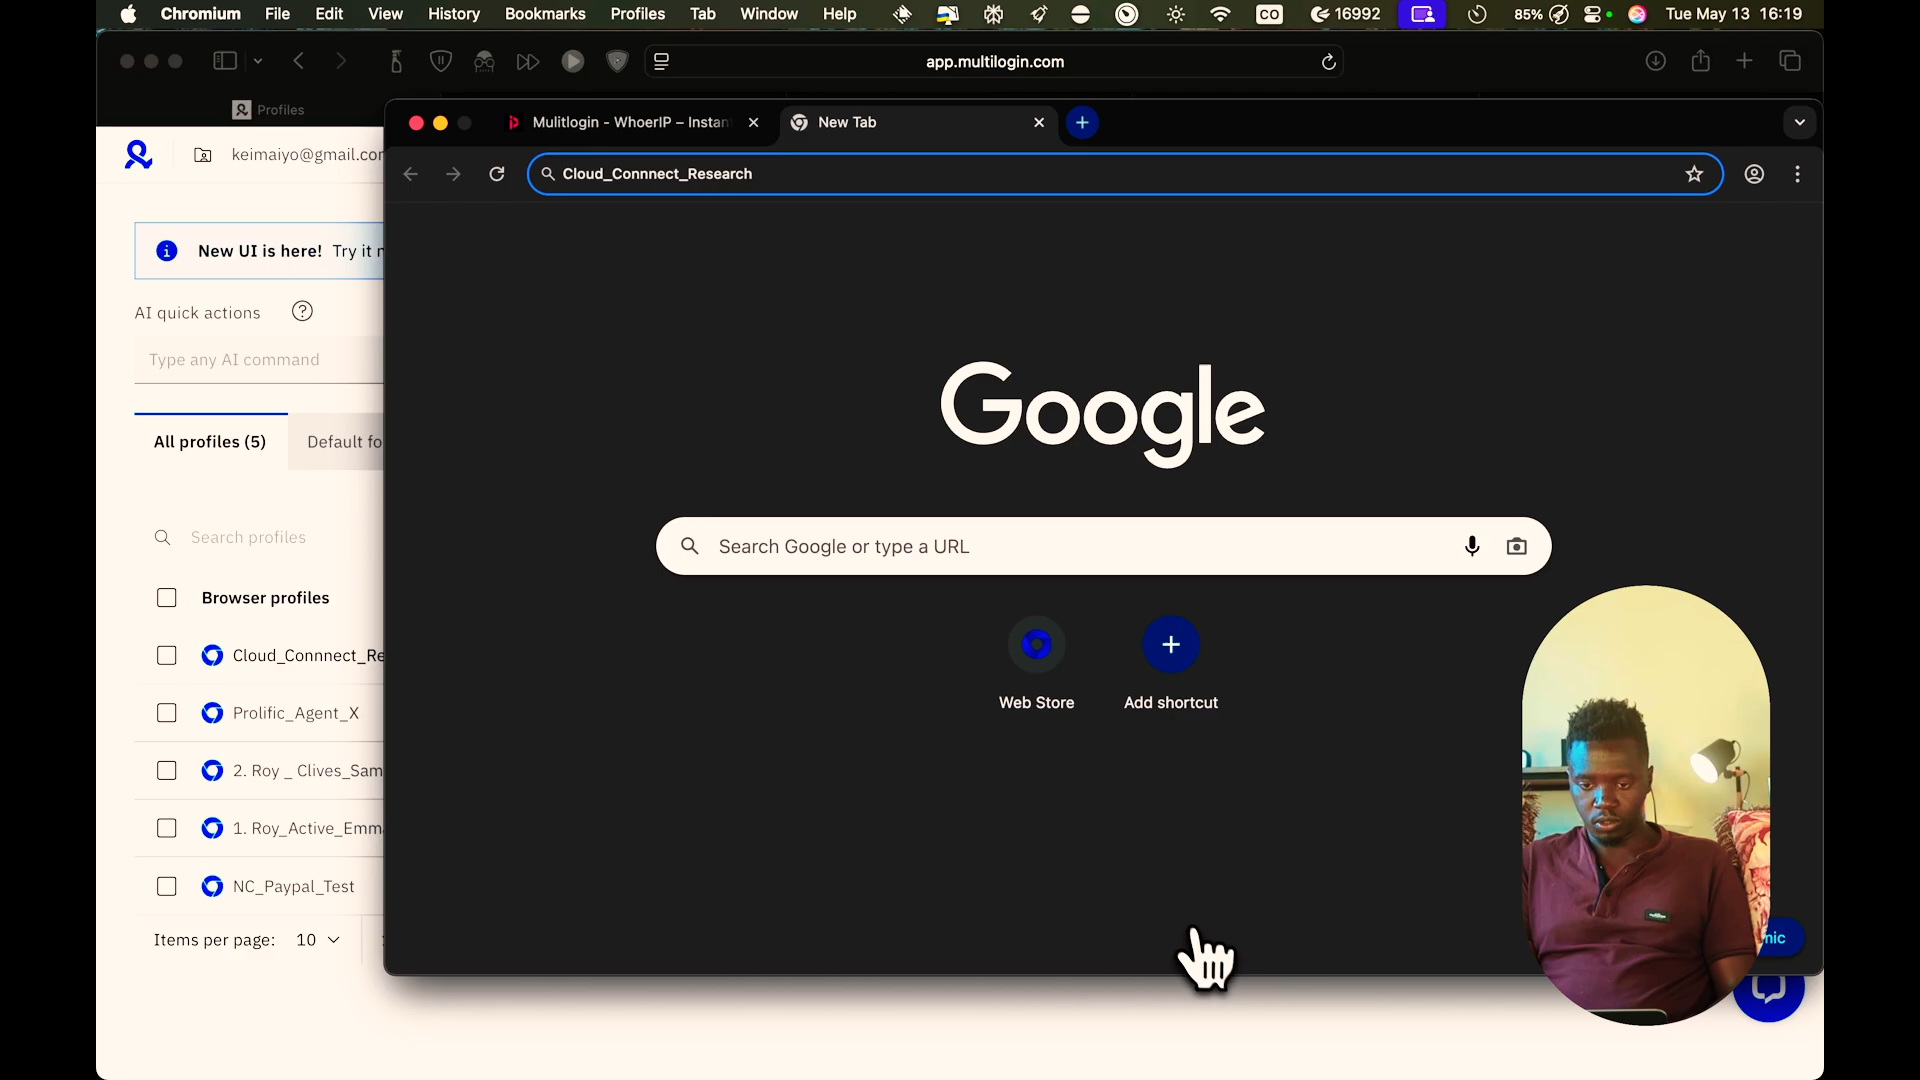 Chromium File Edit View History Bookmarks Profiles Tab Window Help CO 16992 85% Tue May 13 16:19
app.multilogin.com
Profiles
Mulitlogin - WhoerIP – Instan
New Tab
keimaiyo@gmail.co
Cloud_Connnect_Research
New UI is here! Try it
AI quick actions
Type any AI command
Google
All profiles (5)
Default fo
Search profiles
Search Google or type a URL
Browser profiles
Cloud_Connnect_Re
Web Store
Add shortcut
Prolific_Agent_X
2. Roy _ Clives_Sam
1. Roy_Active_Emm
NC_Paypal_Test
Items per page: 10
mic